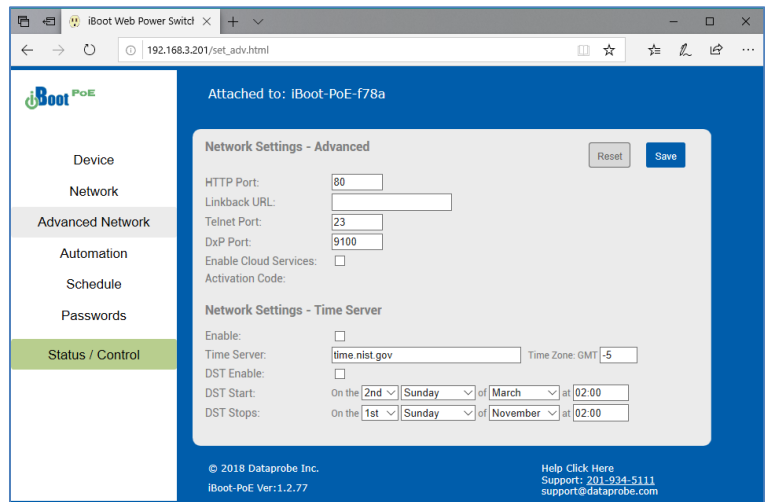 iBoot Web Power Switch
192.168.3.201/set_adv.html
iBoot PoE
Attached to: iBoot-PoE-f78a
Device
Network
Advanced Network
Automation
Schedule
Passwords
Status / Control
Network Settings - Advanced
Reset Save
HTTP Port: 80
Linkback URL:
Telnet Port: 23
DxP Port: 9100
Enable Cloud Services:
Activation Code:
Network Settings - Time Server
Enable:
Time Server: time.nist.gov Time Zone: GMT -5
DST Enable:
DST Start: On the 2nd Sunday of March at 02:00
DST Stops: On the 1st Sunday of November at 02:00
© 2018 Dataprobe Inc.
iBoot-PoE Ver:1.2.77
Help Click Here
Support: 201-934-5111
support@dataprobe.com